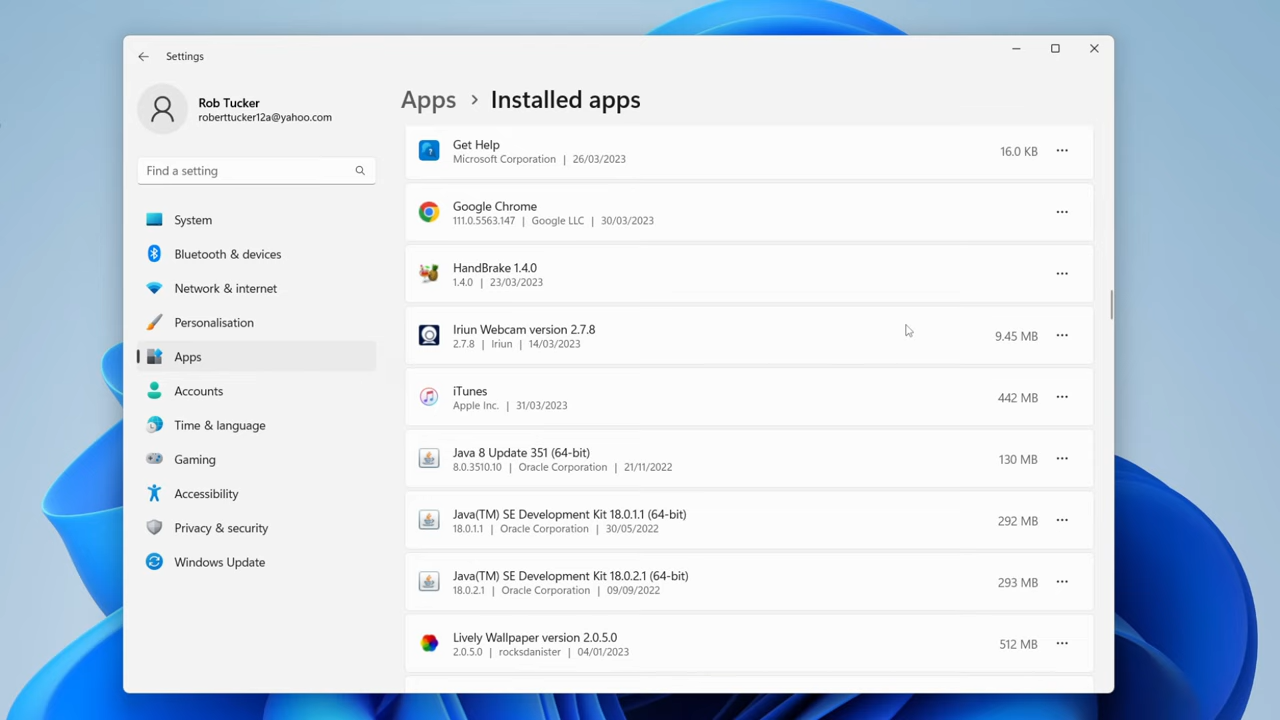 Settings
Rob Tucker
roberttucker12a@yahoo.com
Find a setting
System
Bluetooth & devices
Network & internet
Personalisation
Apps
Accounts
Time & language
Gaming
Accessibility
Privacy & security
Windows Update
Apps > Installed apps
Get Help
Microsoft Corporation | 26/03/2023
16.0 KB
Google Chrome
111.0.5563.147 | Google LLC | 30/03/2023
HandBrake 1.4.0
1.4.0 | 23/03/2023
Iriun Webcam version 2.7.8
2.7.8 | Iriun | 14/03/2023
9.45 MB
iTunes
Apple Inc. | 31/03/2023
442 MB
Java 8 Update 351 (64-bit)
8.0.3510.10 | Oracle Corporation | 21/11/2022
130 MB
Java(TM) SE Development Kit 18.0.1.1 (64-bit)
18.0.1.1 | Oracle Corporation | 30/05/2022
292 MB
Java(TM) SE Development Kit 18.0.2.1 (64-bit)
18.0.2.1 | Oracle Corporation | 09/09/2022
293 MB
Lively Wallpaper version 2.0.5.0
2.0.5.0 | rocksdanister | 04/01/2023
512 MB